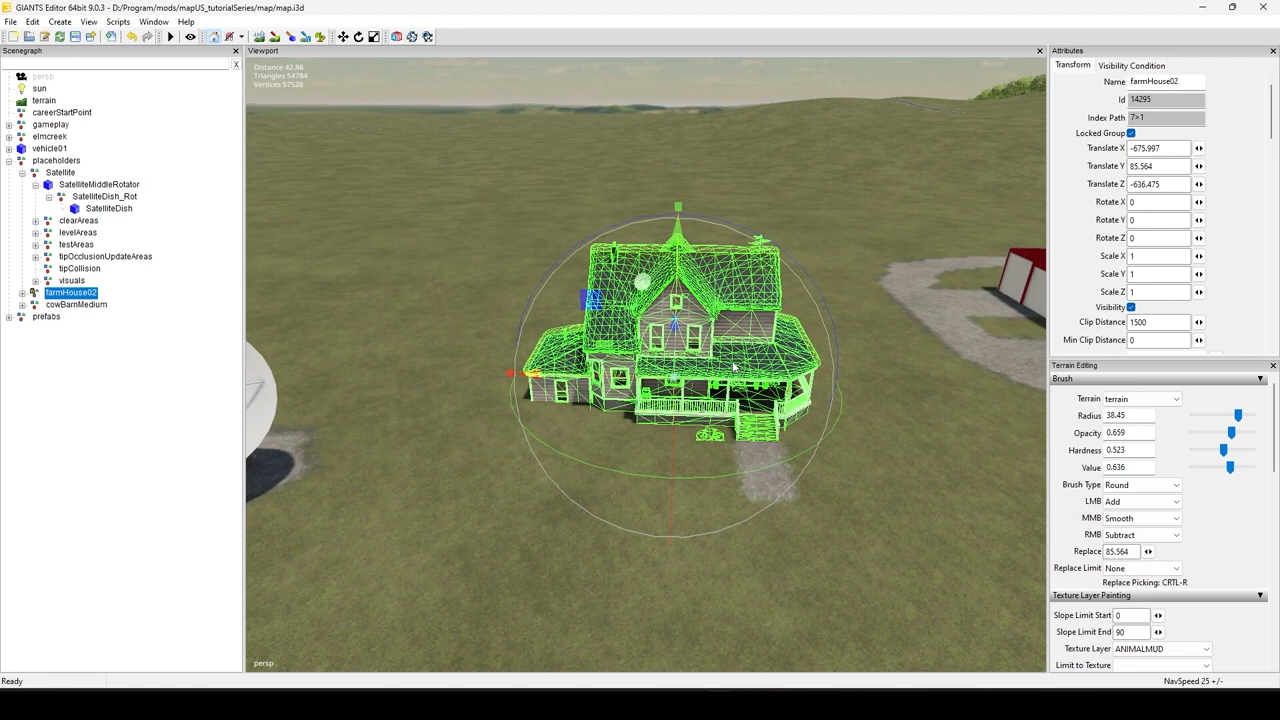 GIANTS Editor 64bit 9.0.3 - D:/Program/mods/mapUS_tutorialSeries/map/map.i3d
File Edit Create View Scripts Window Help
Scenegraph
X
persp
sun
terrain
careerStartPoint
gameplay
elmcreek
vehicle01
placeholders
Satellite
SatelliteMiddleRotator
SatelliteDish_Rot
SatelliteDish
clearAreas
levelAreas
testAreas
tipOcclusionUpdateAreas
tipCollision
visuals
farmHouse02
cowBarnMedium
prefabs
Viewport
Distance 42.86
Triangles 54784
Vertices 57528
persp
Attributes
Transform Visibility Condition
Name farmHouse02
Id 14295
Index Path 7>1
Locked Group
Translate X -675.997
Translate Y 85.564
Translate Z -636.475
Rotate X 0
Rotate Y 0
Rotate Z 0
Scale X 1
Scale Y 1
Scale Z 1
Visibility
Clip Distance 1500
Min Clip Distance 0
Terrain Editing
Brush
Terrain terrain
Radius 38.45
Opacity 0.659
Hardness 0.523
Value 0.636
Brush Type Round
LMB Add
MMB Smooth
RMB Subtract
Replace 85.564
Replace Limit None
Replace Picking: CRTL-R
Texture Layer Painting
Slope Limit Start 0
Slope Limit End 90
Texture Layer ANIMALMUD
Limit to Texture
Ready
NavSpeed 25 +/-